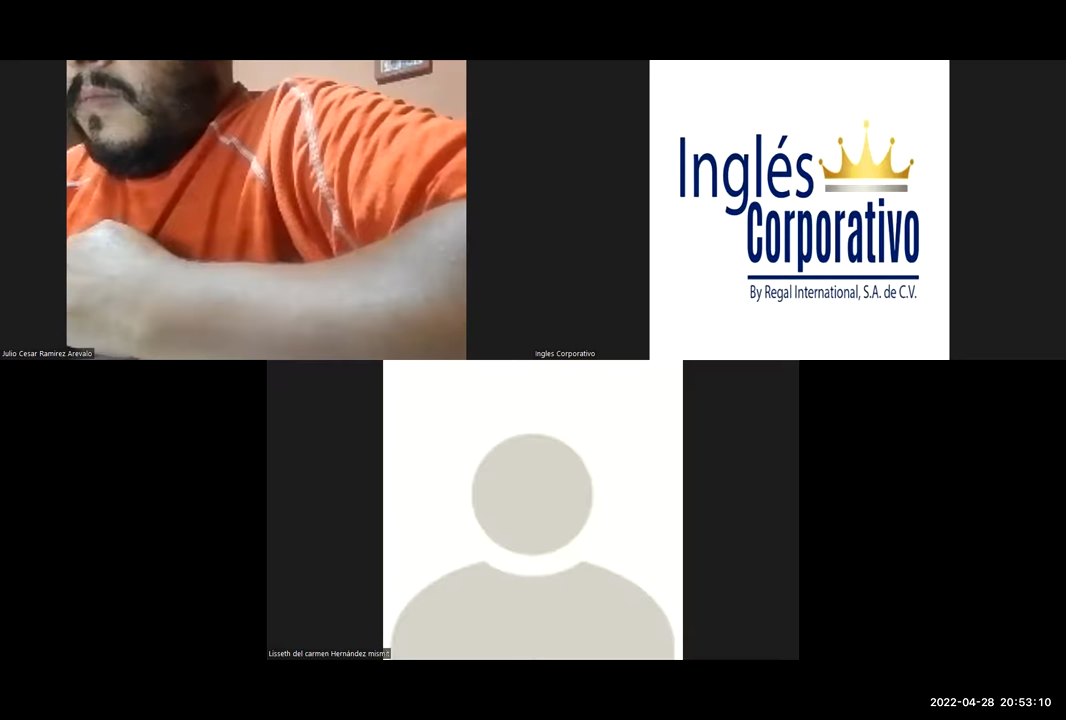 Inglés
Corporativo
By Regal International, S.A. de C.V.
Julio Cesar Ramirez Arevalo
Ingles Corporativo
Lisseth del carmen Hernández mismit
2022-04-28 20:53:10